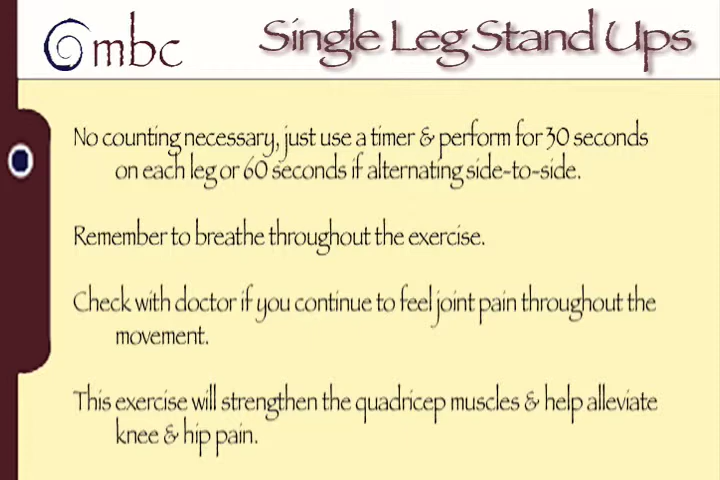 mbc
Single Leg Stand Ups
No counting necessary, just use a timer & perform for 30 seconds
on each leg or 60 seconds if alternating side-to-side.
Remember to breathe throughout the exercise.
Check with doctor if you continue to feel joint pain throughout the
movement.
This exercise will strengthen the quadricep muscles & help alleviate
knee & hip pain.